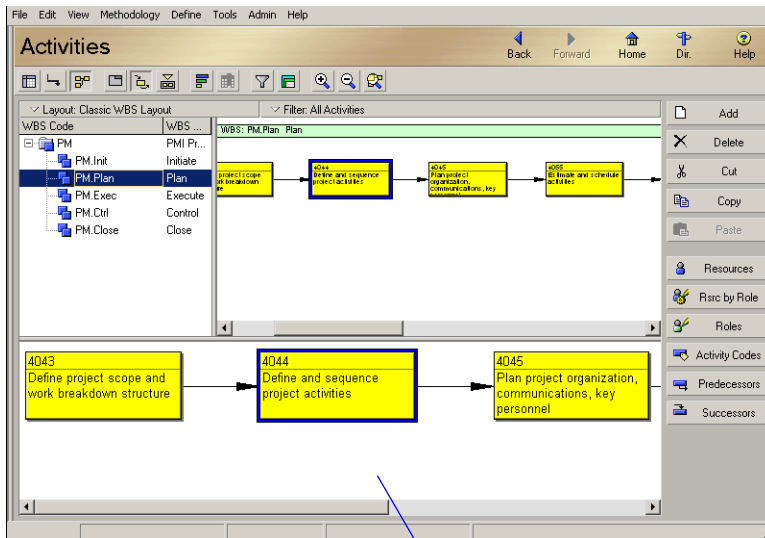 File Edit View Methodology Define Tools Admin Help
Activities
Back Forward Home Dir. Help
Layout: Classic WBS Layout
Filter: All Activities
WBS Code WBS ...
PM PMI Pr...
PM.Init Initiate
PM.Plan Plan
PM.Exec Execute
PM.Ctrl Control
PM.Close Close
WBS: PM.Plan Plan
project scope
breakdown
4044
Define and sequence
project activities
4045
Plan project
organization,
communications, key
4055
Estimate and schedule
activities
4043
Define project scope and
work breakdown structure
4044
Define and sequence
project activities
4045
Plan project organization,
communications, key
personnel
Add
Delete
Cut
Copy
Paste
Resources
Rsrc by Role
Roles
Activity Codes
Predecessors
Successors